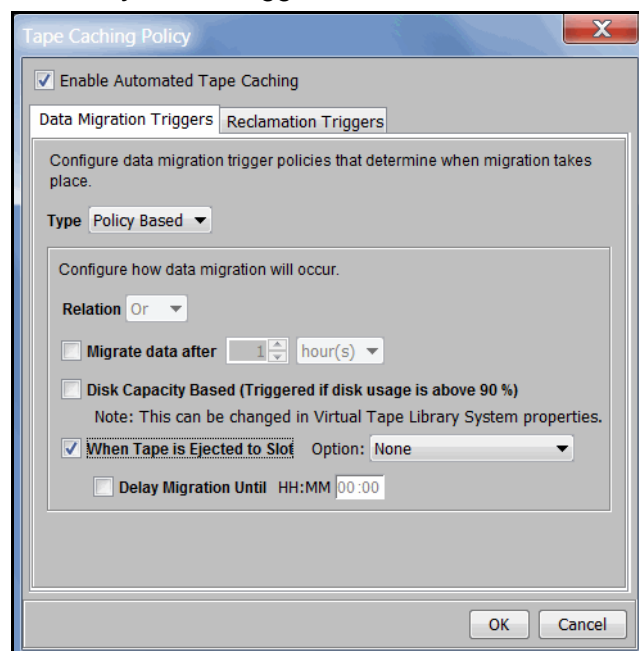 Tape Caching Policy
X
Enable Automated Tape Caching
Data Migration Triggers
Reclamation Triggers
Configure data migration trigger policies that determine when migration takes
place.
Type Policy Based
Configure how data migration will occur.
Relation Or
Migrate data after 1 hour(s)
Disk Capacity Based (Triggered if disk usage is above 90 %)
Note: This can be changed in Virtual Tape Library System properties.
When Tape is Ejected to Slot Option: None
Delay Migration Until HH:MM 00:00
OK Cancel